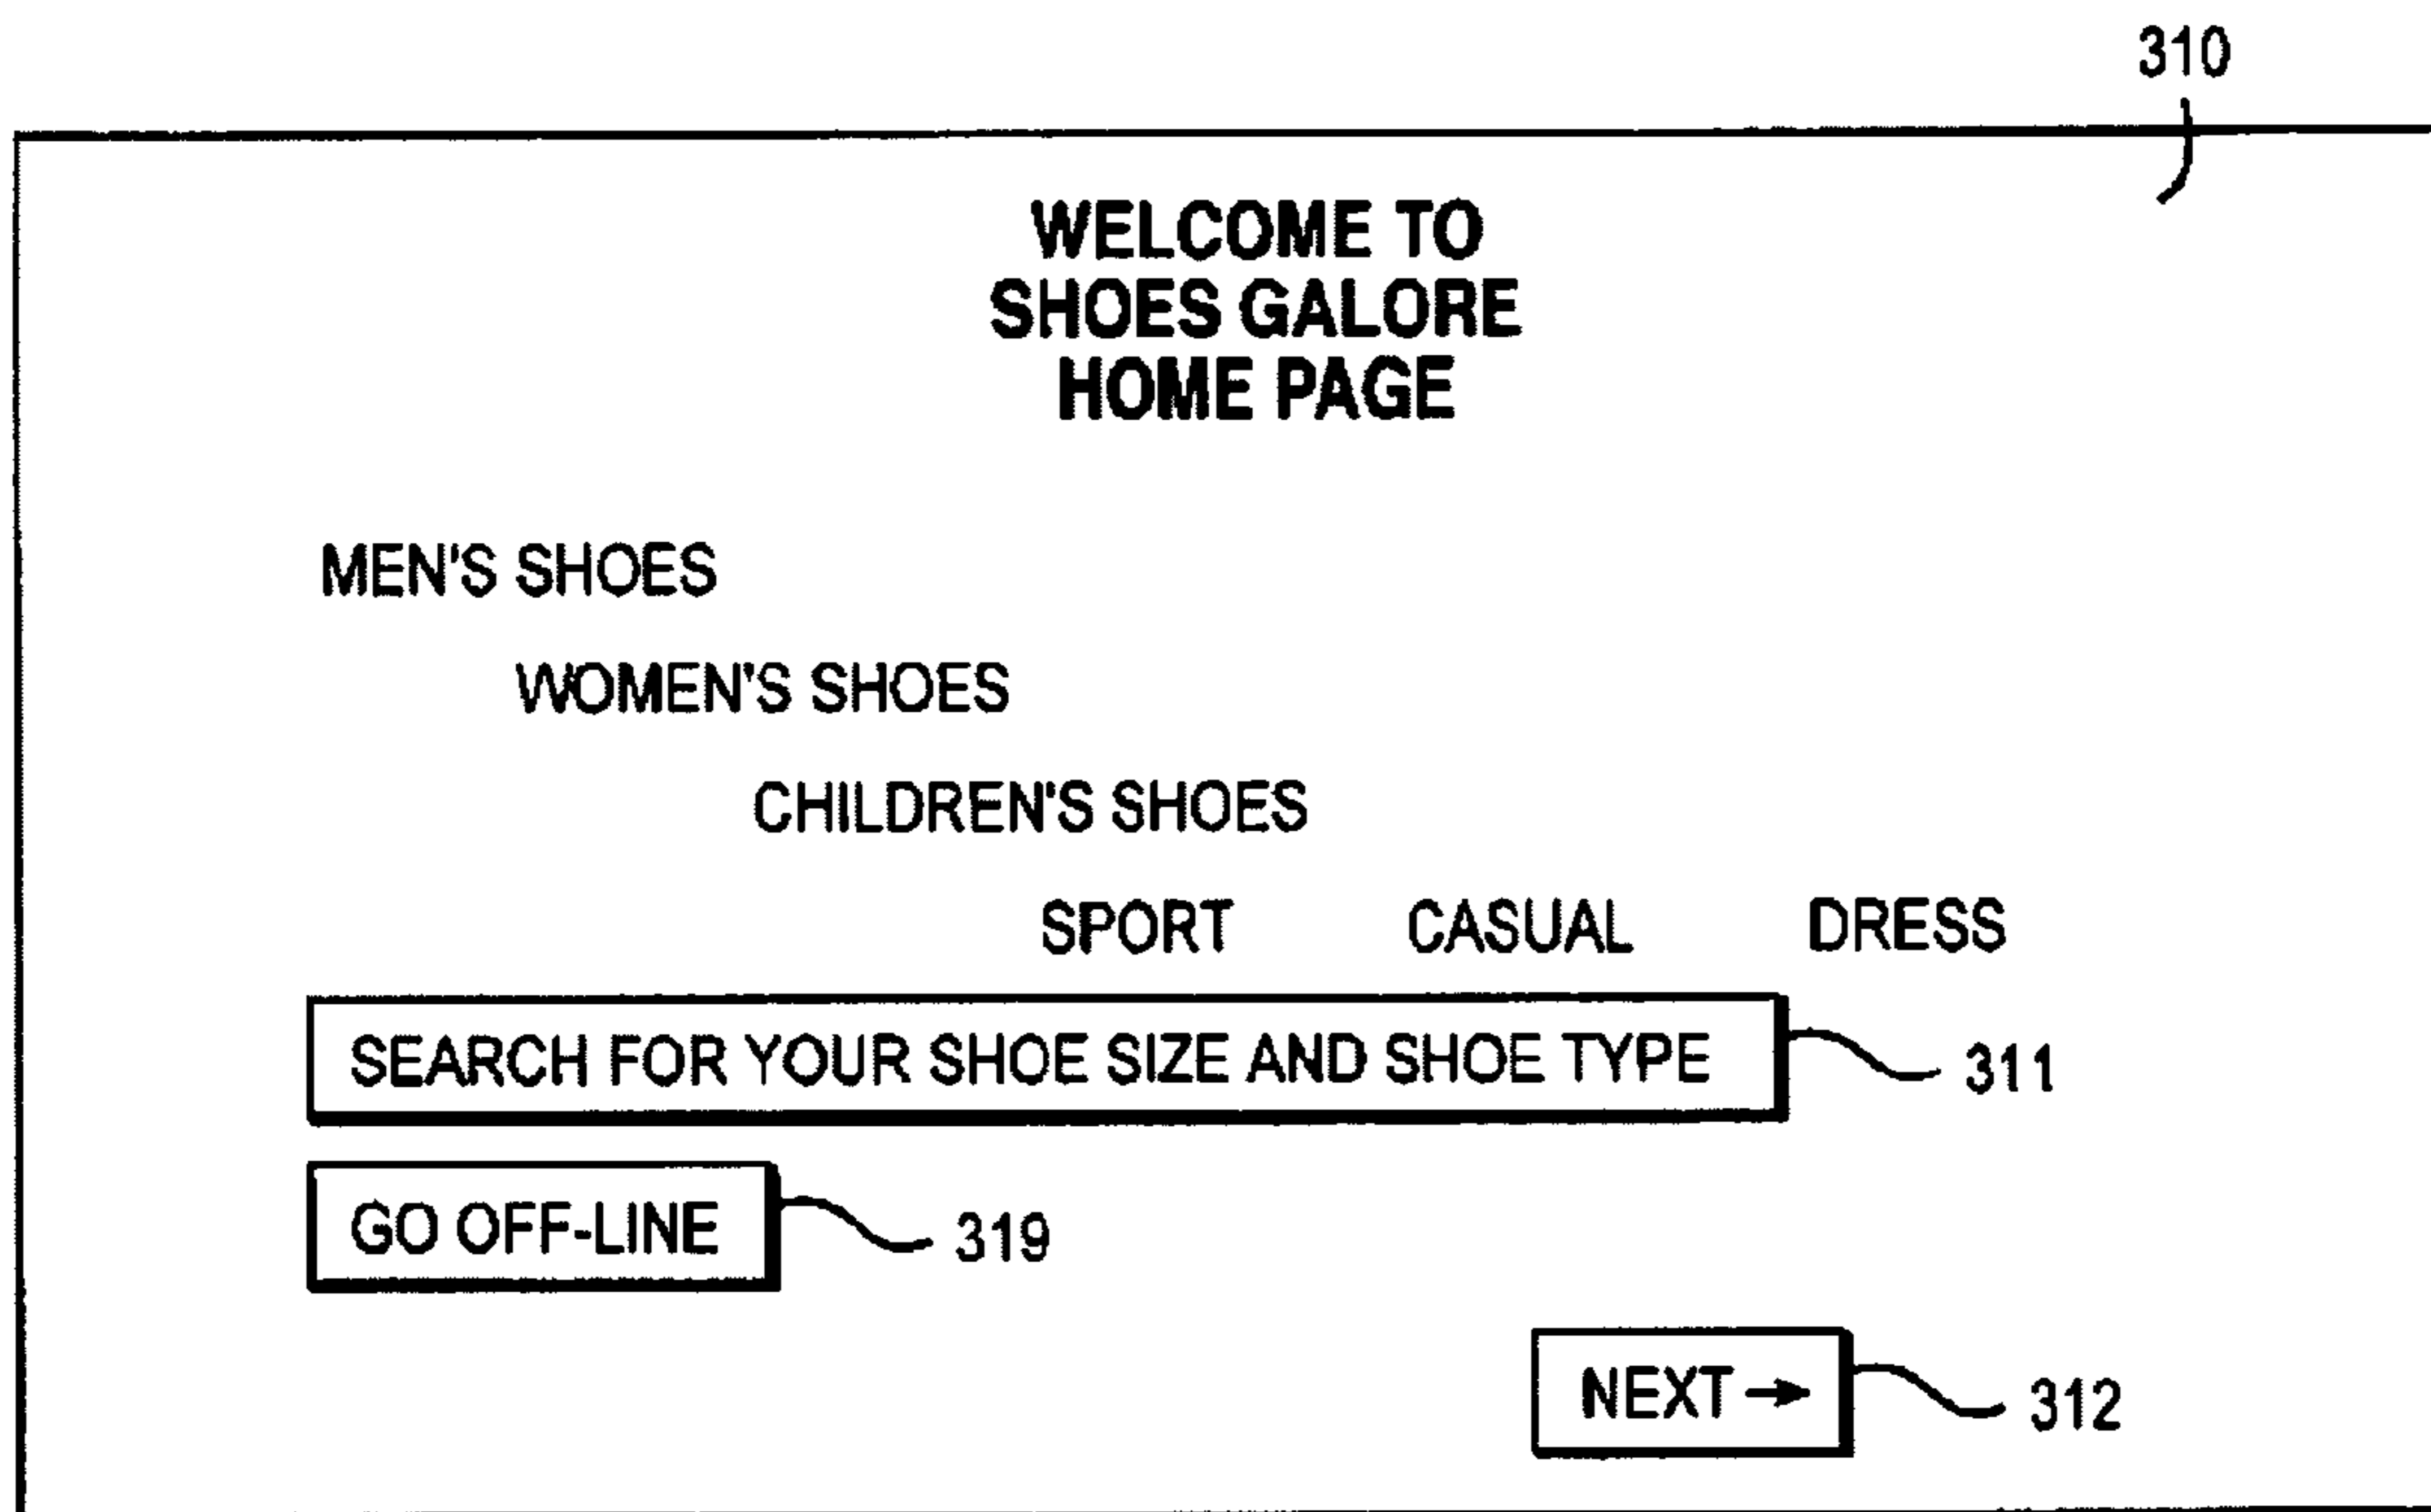 310
WELCOME TO
SHOES GALORE
HOME PAGE
MEN'S SHOES
WOMEN'S SHOES
CHILDREN'S SHOES
SPORT CASUAL DRESS
SEARCH FOR YOUR SHOE SIZE AND SHOE TYPE 311
GO OFF-LINE 319
NEXT → 312